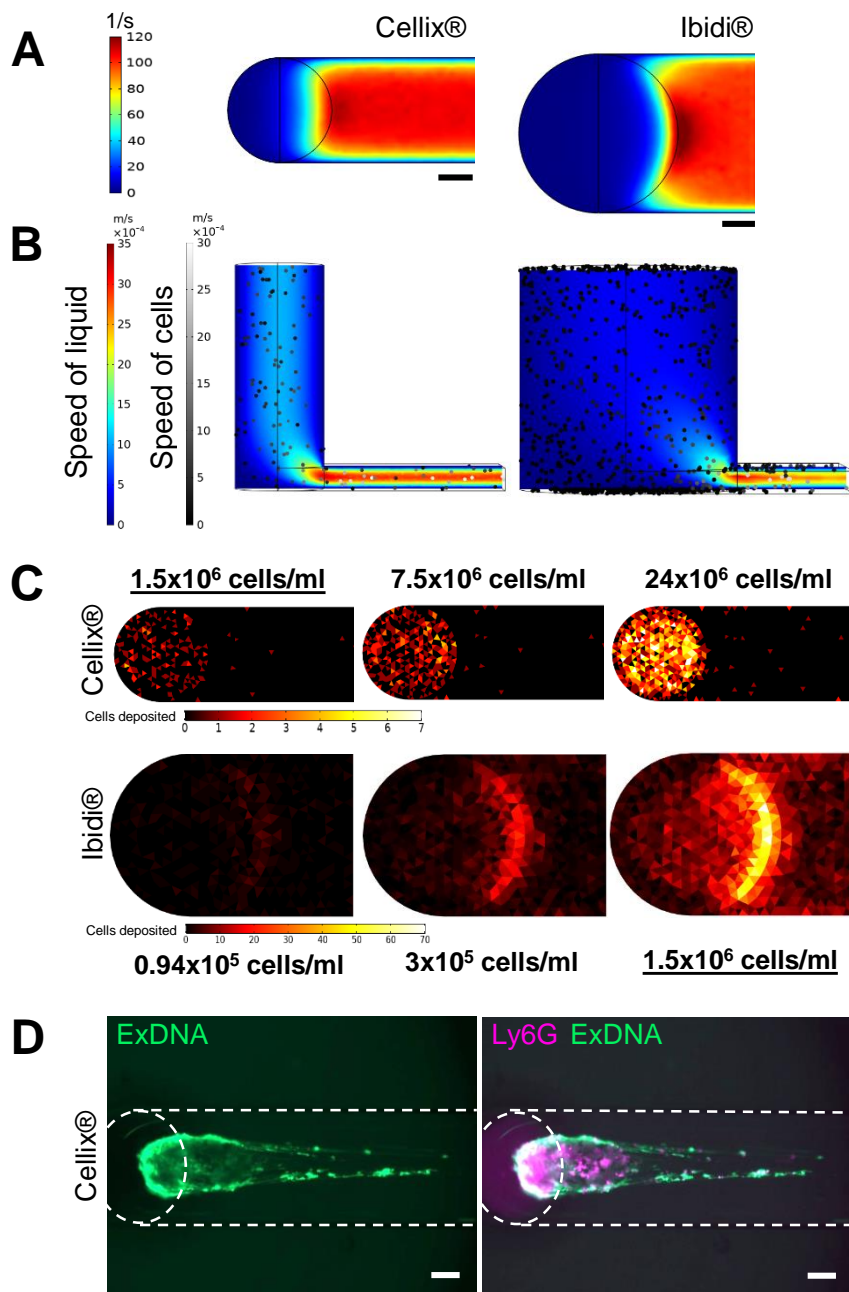 1/s
Cellix® Ibidi®
A
120
100
80
60
40
20
0
m/s
×10⁻⁴
m/s
×10⁻⁴
B
35
30
25
20
15
10
5
0
Speed of liquid
30
25
20
15
10
5
0
Speed of cells
C
1.5x10⁶ cells/ml 7.5x10⁶ cells/ml 24x10⁶ cells/ml
Cellix®
Cells deposited
0 1 2 3 4 5 6 7
Ibidi®
Cells deposited
0 10 20 30 40 50 60 70
0.94x10⁵ cells/ml 3x10⁵ cells/ml 1.5x10⁶ cells/ml
D
ExDNA Ly6G ExDNA
Cellix®